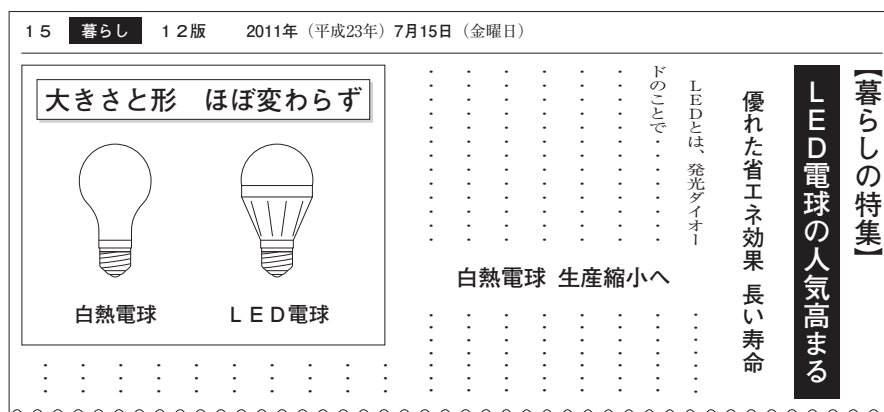 15 暮らし 12版 2011年(平成23年)7月15日(金曜日)
【暮らしの特集】
LED電球の人気高まる
優れた省エネ効果 長い寿命
LEDとは、発光ダイオー
ドのことで
白熱電球 生産縮小へ
大きさと形 ほぼ変わらず
白熱電球
LED電球